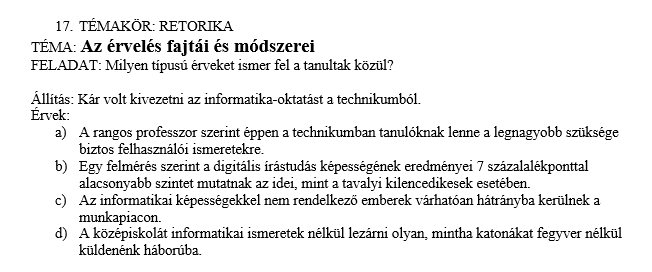 17. TÉMAKÖR: RETORIKA
TÉMA: Az érvelés fajtái és módszerei
FELADAT: Milyen típusú érveket ismer fel a tanultak közül?
Állítás: Kár volt kivezetni az informatika-oktatást a technikumból.
Érvek:
a) A rangos professzor szerint éppen a technikumban tanulóknak lenne a legnagyobb szüksége
biztos felhasználói ismeretekre.
b) Egy felmérés szerint a digitális írástudás képességének eredményei 7 százalalékponttal
alacsonyabb szintet mutatnak az idei, mint a tavalyi kilencedikesek esetében.
c) Az informatikai képességekkel nem rendelkező emberek várhatóan hátrányba kerülnek a
munkapiacon.
d) A középiskolát informatikai ismeretek nélkül lezárni olyan, mintha katonákat fegyver nélkül
küldenénk háborúba.